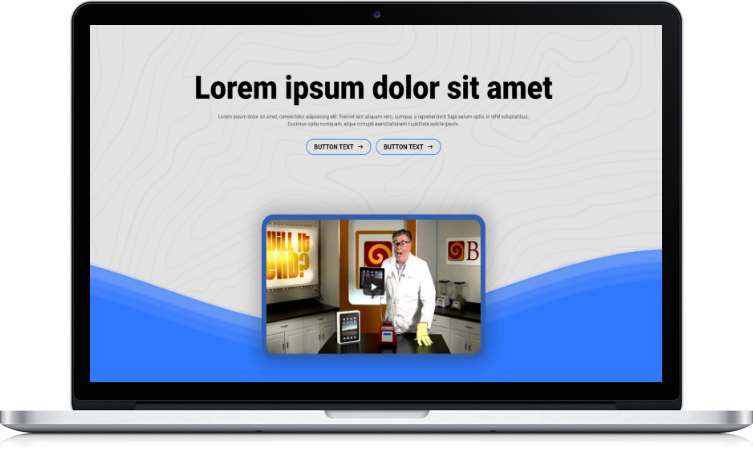 Lorem ipsum dolor sit amet
Lorem ipsum dolor sit amet, consectetur adipisicing elit. Eveniet sint aliquam vero, cumque, a reprehenderit fuga earum optio, in nihil voluptatibus.
Ducimus optio numquam, atque corrupti exercitationem cupiditate soluta ipsum
BUTTON TEXT →
BUTTON TEXT →
Will It
END?
B